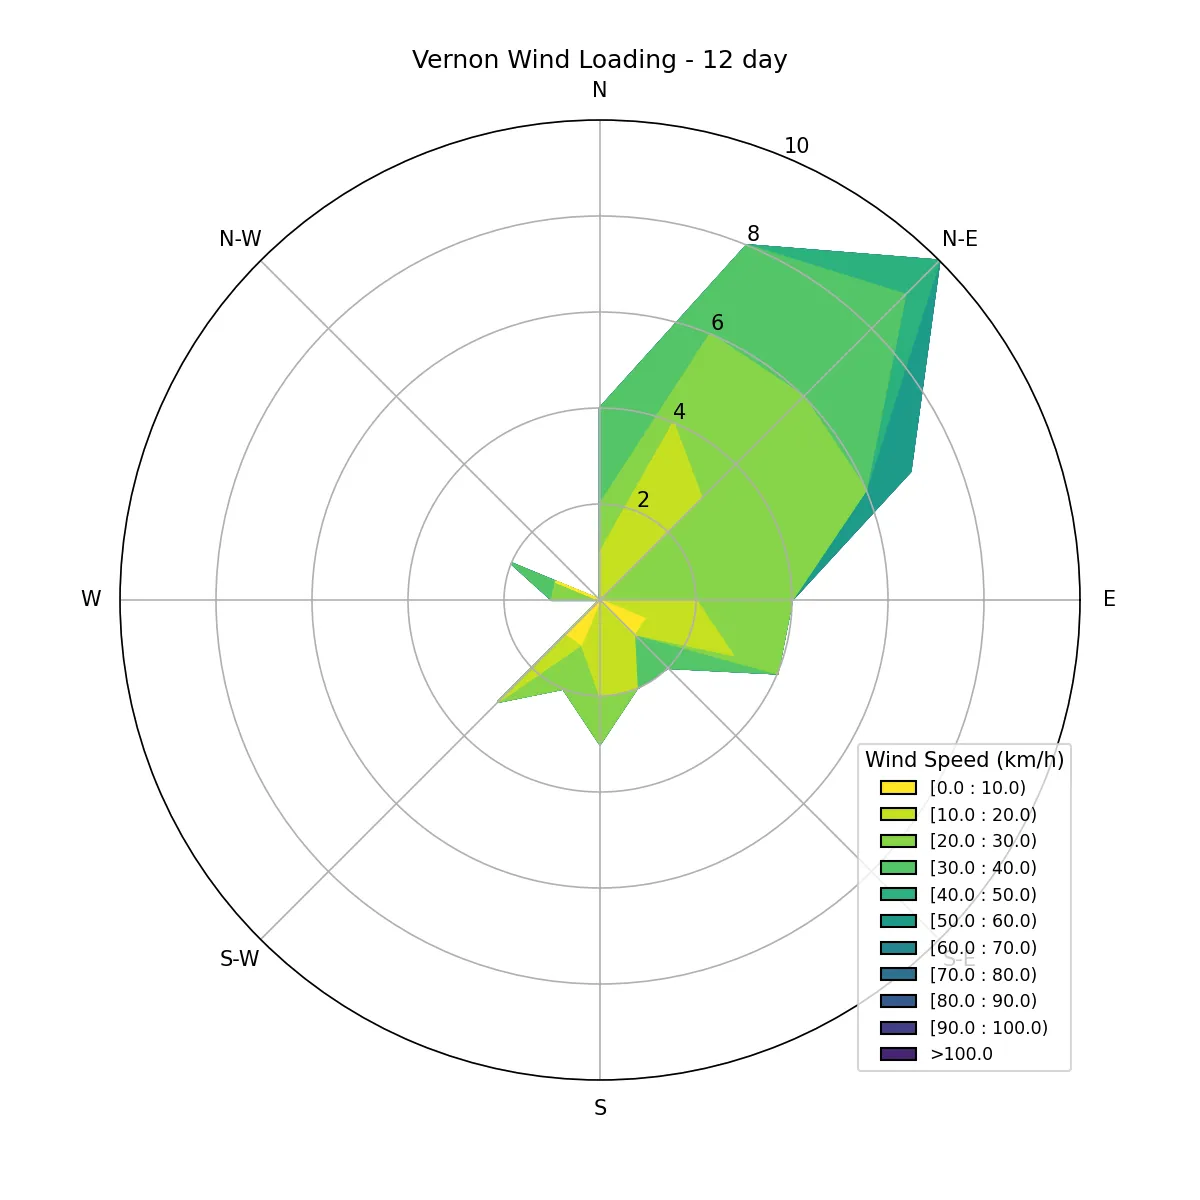 Vernon Wind Loading - 12 day
N
10
N-W
8
N-E
6
4
2
W
E
Wind Speed (km/h)
[0.0 : 10.0)
[10.0 : 20.0)
[20.0 : 30.0)
[30.0 : 40.0)
[40.0 : 50.0)
[50.0 : 60.0)
[60.0 : 70.0)
[70.0 : 80.0)
[80.0 : 90.0)
[90.0 : 100.0)
>100.0
S-W
S-E
S